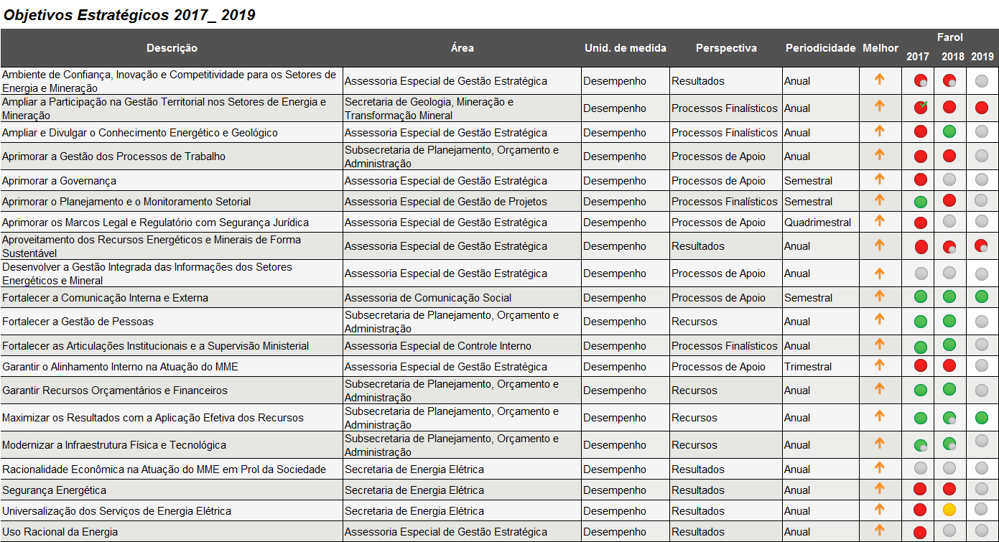 Objetivos Estratégicos 2017_ 2019
Farol
Descrição Área Unid. de medida Perspectiva Periodicidade Melhor
2017 2018 2019
Ambiente de Confiança, Inovação e Competitividade para os Setores de
Energia e Mineração
Assessoria Especial de Gestão Estratégica Desempenho Resultados Anual
Ampliar a Participação na Gestão Territorial nos Setores de Energia e
Mineração
Secretaria de Geologia, Mineração e
Transformação Mineral
Desempenho Processos Finalísticos Anual
Ampliar e Divulgar o Conhecimento Energético e Geológico Assessoria Especial de Gestão Estratégica Desempenho Processos Finalísticos Anual
Aprimorar a Gestão dos Processos de Trabalho
Subsecretaria de Planejamento, Orçamento e
Administração
Desempenho Processos de Apoio Anual
Aprimorar a Governança Assessoria Especial de Gestão Estratégica Desempenho Processos de Apoio Semestral
Aprimorar o Planejamento e o Monitoramento Setorial Assessoria Especial de Gestão de Projetos Desempenho Processos Finalísticos Semestral
Aprimorar os Marcos Legal e Regulatório com Segurança Jurídica Assessoria Especial de Gestão Estratégica Desempenho Processos de Apoio Quadrimestral
Aproveitamento dos Recursos Energéticos e Minerais de Forma
Sustentável
Assessoria Especial de Gestão Estratégica Desempenho Resultados Anual
Desenvolver a Gestão Integrada das Informações dos Setores
Energéticos e Mineral
Assessoria Especial de Gestão Estratégica Desempenho Processos de Apoio Anual
Fortalecer a Comunicação Interna e Externa Assessoria de Comunicação Social Desempenho Processos de Apoio Semestral
Fortalecer a Gestão de Pessoas
Subsecretaria de Planejamento, Orçamento e
Administração
Desempenho Recursos Anual
Fortalecer as Articulações Institucionais e a Supervisão Ministerial Assessoria Especial de Controle Interno Desempenho Processos Finalísticos Anual
Garantir o Alinhamento Interno na Atuação do MME Assessoria Especial de Gestão Estratégica Desempenho Processos de Apoio Trimestral
Garantir Recursos Orçamentários e Financeiros
Subsecretaria de Planejamento, Orçamento e
Administração
Desempenho Recursos Anual
Maximizar os Resultados com a Aplicação Efetiva dos Recursos
Subsecretaria de Planejamento, Orçamento e
Administração
Desempenho Recursos Anual
Modernizar a Infraestrutura Física e Tecnológica
Subsecretaria de Planejamento, Orçamento e
Administração
Desempenho Recursos Anual
Racionalidade Econômica na Atuação do MME em Prol da Sociedade Secretaria de Energia Elétrica Desempenho Resultados Anual
Segurança Energética Secretaria de Energia Elétrica Desempenho Resultados Anual
Universalização dos Serviços de Energia Elétrica Secretaria de Energia Elétrica Desempenho Resultados Anual
Uso Racional da Energia Assessoria Especial de Gestão Estratégica Desempenho Resultados Anual